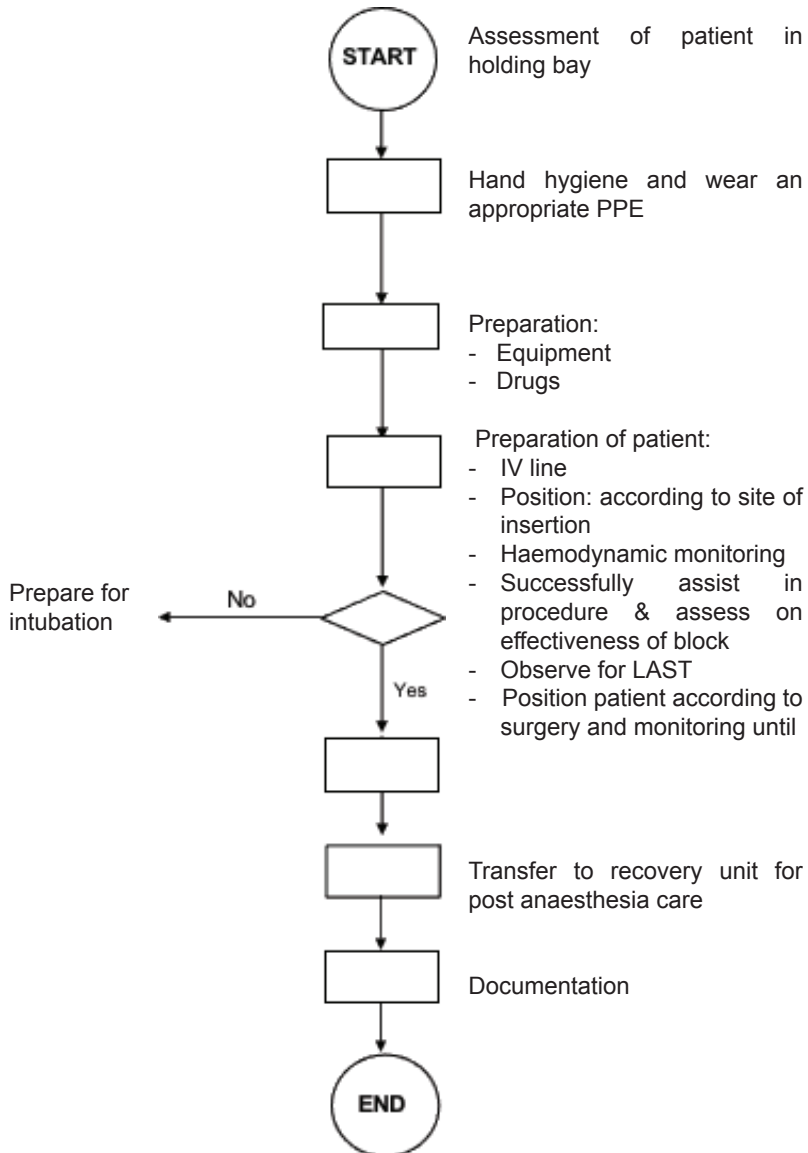 START
Assessment of patient in
holding bay
Hand hygiene and wear an
appropriate PPE
Preparation:
- Equipment
- Drugs
Preparation of patient:
- IV line
- Position: according to site of
insertion
- Haemodynamic monitoring
- Successfully assist in
procedure & assess on
effectiveness of block
- Observe for LAST
- Position patient according to
surgery and monitoring until
Prepare for
intubation
No
Yes
Transfer to recovery unit for
post anaesthesia care
Documentation
END